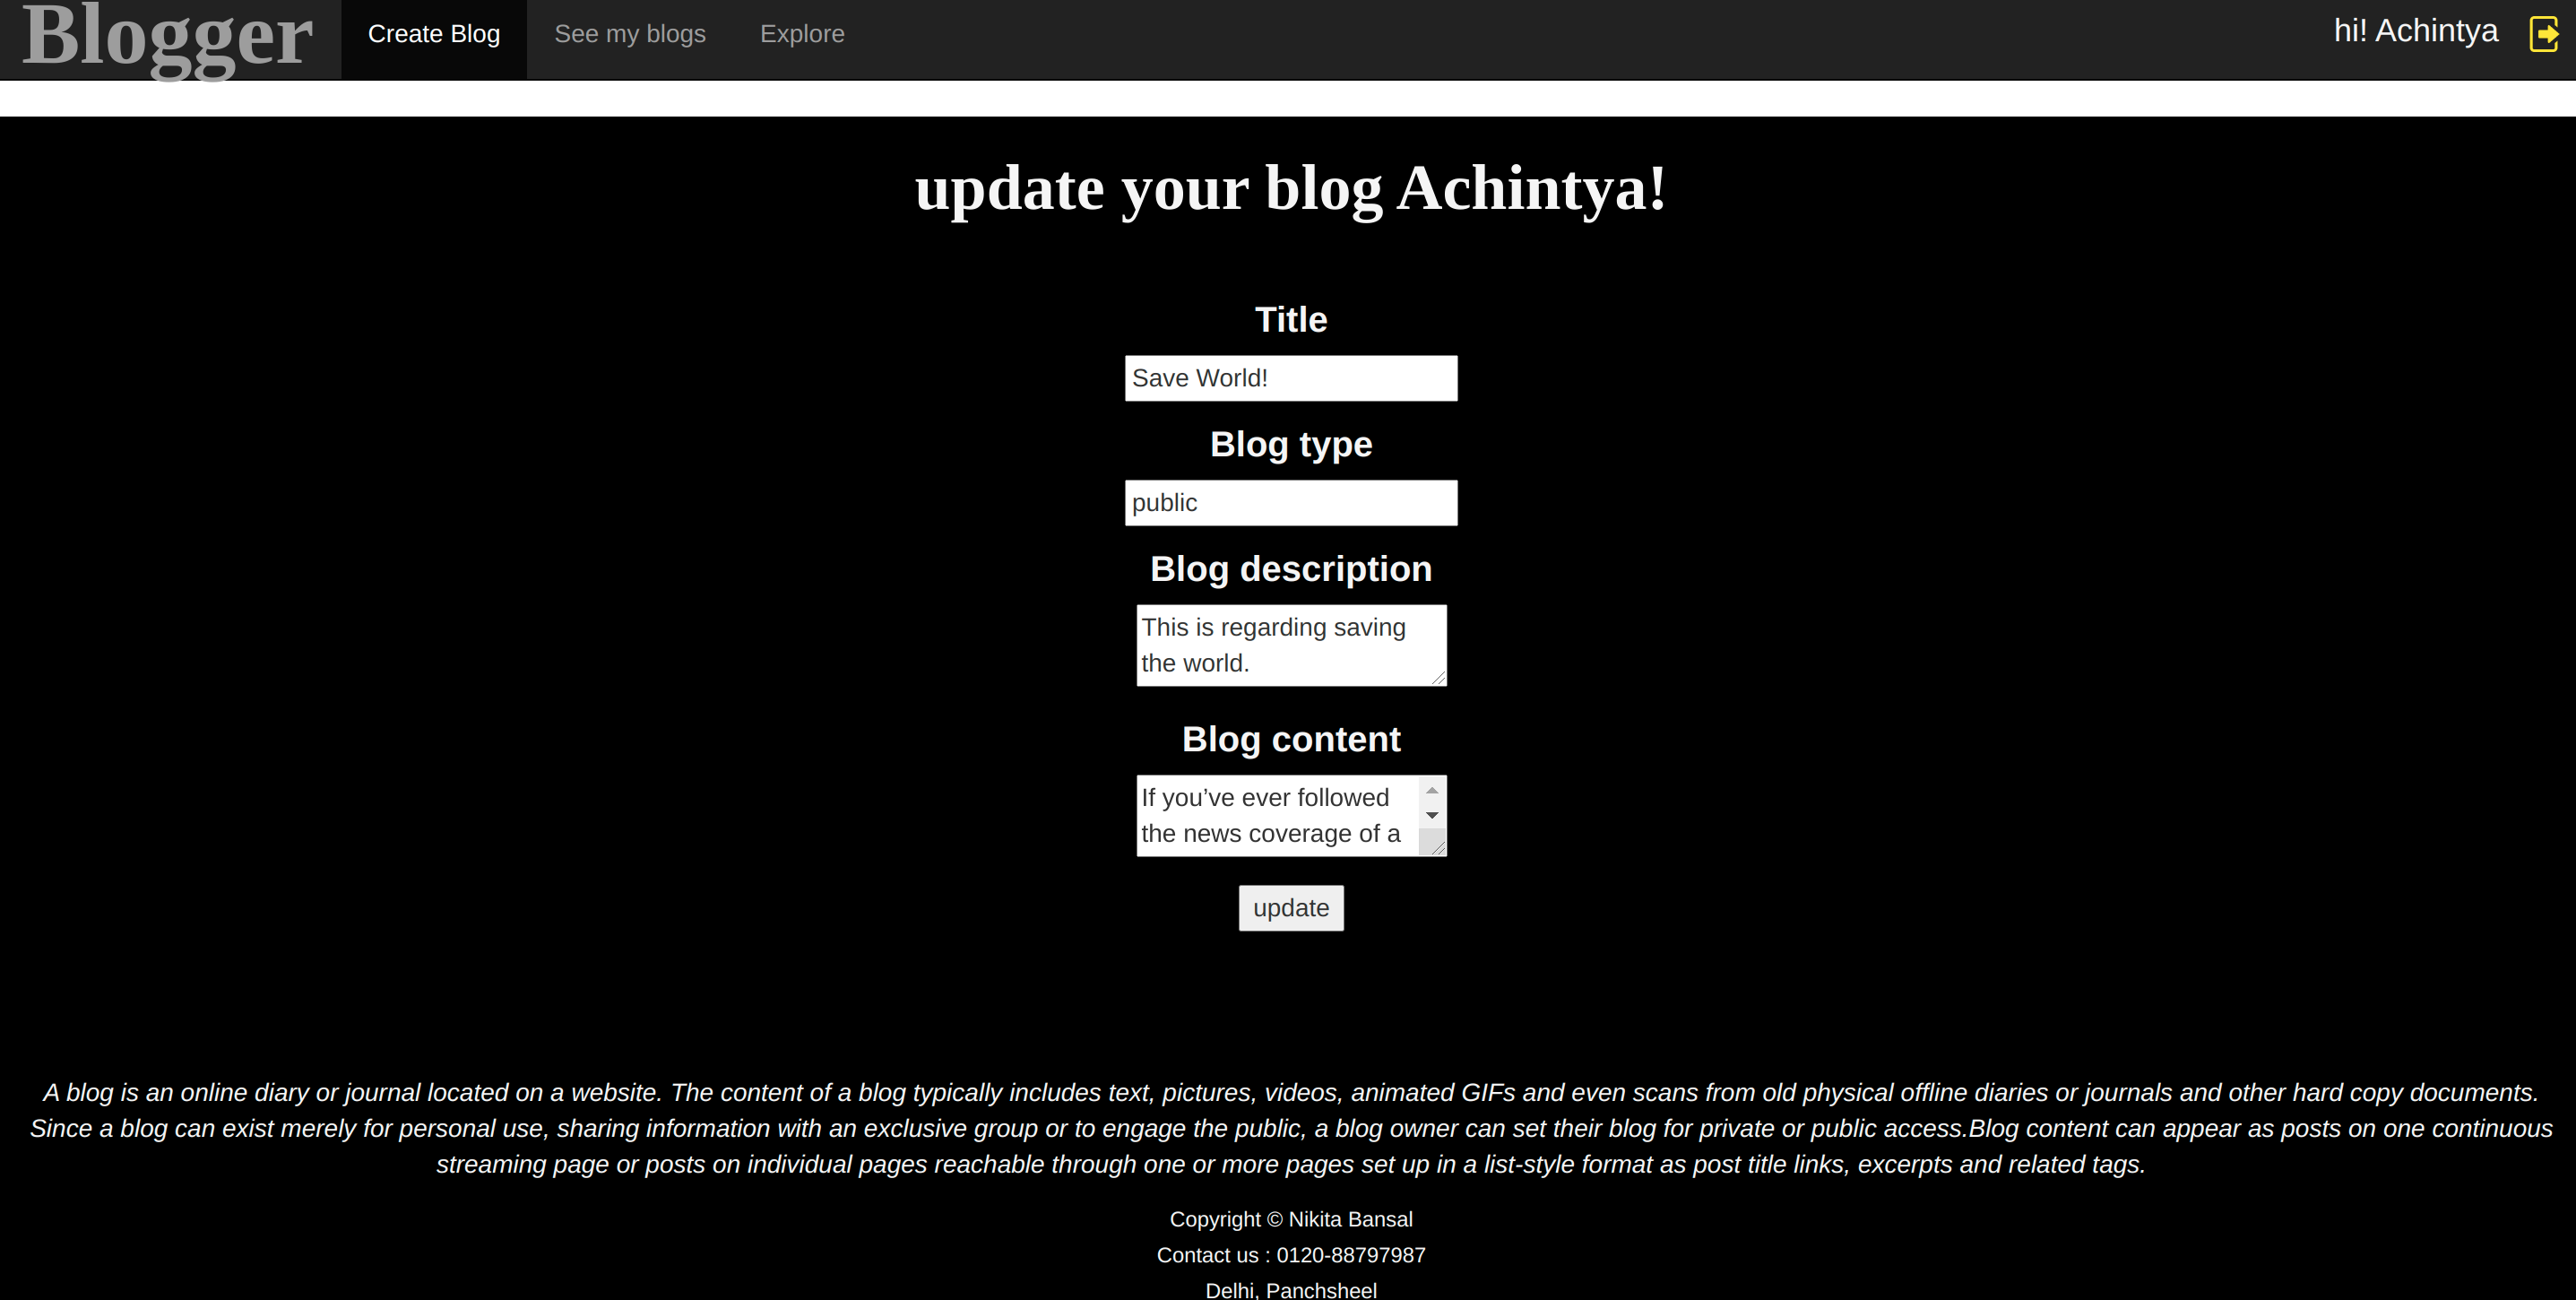 Blogger
Create Blog
See my blogs
Explore
hi! Achintya
update your blog Achintya!
Title
Save World!
Blog type
public
Blog description
This is regarding saving
the world.
Blog content
If you’ve ever followed
the news coverage of a
update
A blog is an online diary or journal located on a website. The content of a blog typically includes text, pictures, videos, animated GIFs and even scans from old physical offline diaries or journals and other hard copy documents.
Since a blog can exist merely for personal use, sharing information with an exclusive group or to engage the public, a blog owner can set their blog for private or public access.Blog content can appear as posts on one continuous
streaming page or posts on individual pages reachable through one or more pages set up in a list-style format as post title links, excerpts and related tags.
Copyright © Nikita Bansal
Contact us : 0120-88797987
Delhi, Panchsheel